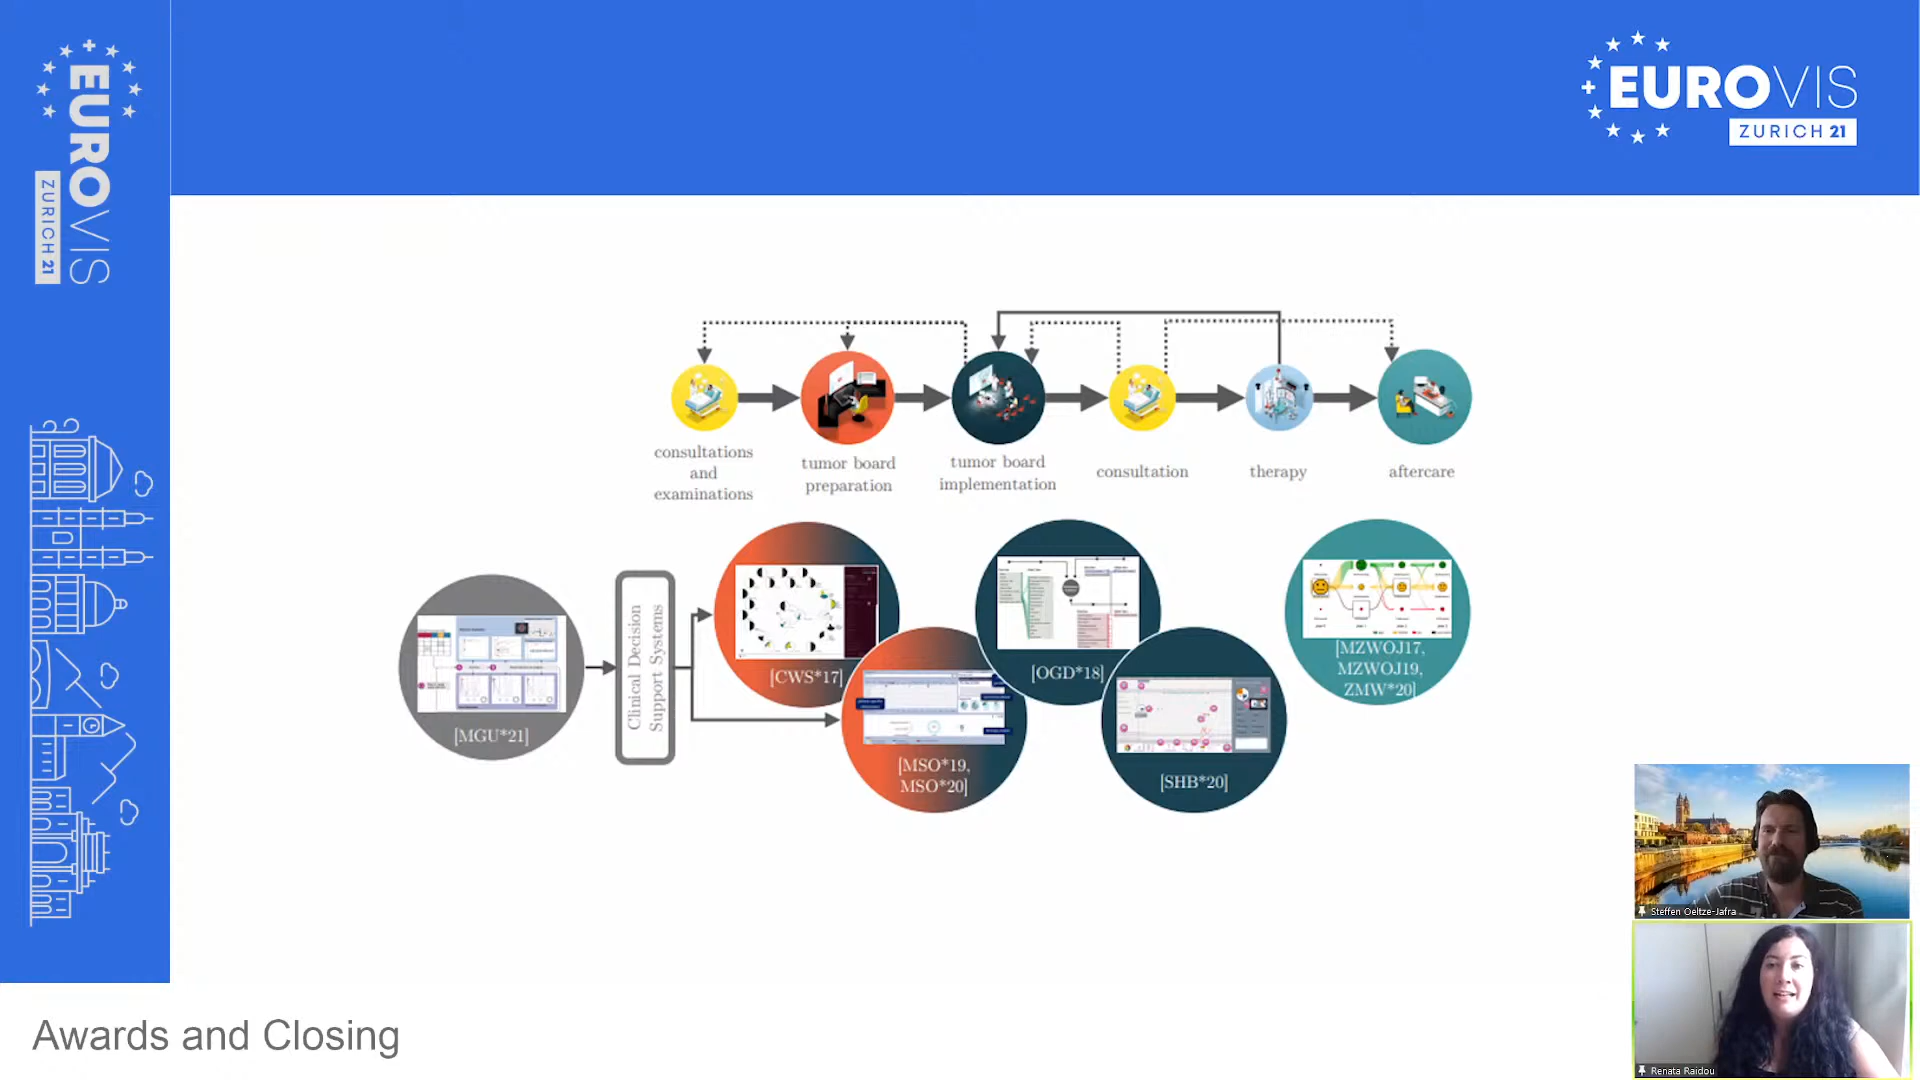 EUROVIS
ZURICH 21
EUROVIS
ZURICH 21
consultations
and
examinations
tumor board
preparation
tumor board
implementation
consultation
therapy
aftercare
[MGU*21]
Clinical Decision
Support Systems
[CWS*17]
[MSO*19,
MSO*20]
[OGD*18]
[SHB*20]
[MZWOJ17,
MZWOJ19,
ZMW*20]
Steffen Oeltze-Jafra
Renata Raidou
Awards and Closing